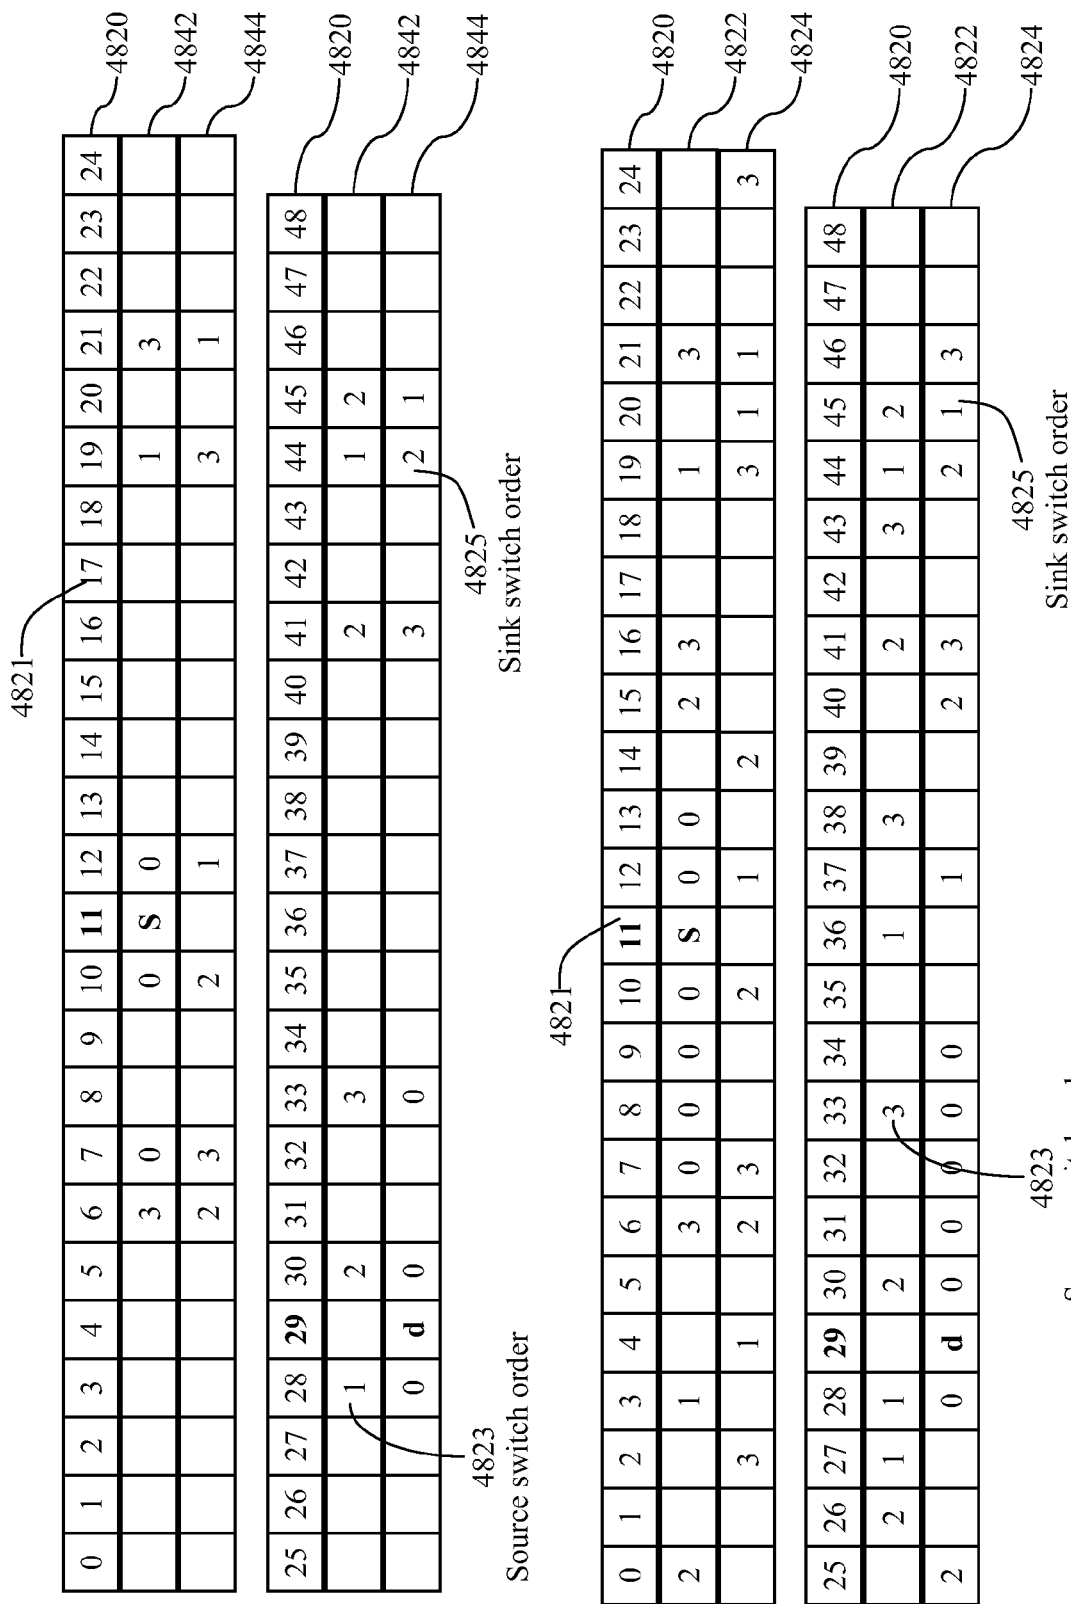 4821
0 1 2 3 4 5 6 7 8 9 10 11 12 13 14 15 16 17 18 19 20 21 22 23 24 4820
3 0 0 S 0 1 3 4842
2 3 2 1 3 1 4844
25 26 27 28 29 30 31 32 33 34 35 36 37 38 39 40 41 42 43 44 45 46 47 48 4820
1 2 3 2 1 2 4842
0 d 0 0 3 2 1 4844
4823 4825
Source switch order Sink switch order
4821
0 1 2 3 4 5 6 7 8 9 10 11 12 13 14 15 16 17 18 19 20 21 22 23 24 4820
2 1 3 0 0 0 0 S 0 0 2 3 1 3 4822
3 1 2 3 2 1 2 3 1 1 3 4824
25 26 27 28 29 30 31 32 33 34 35 36 37 38 39 40 41 42 43 44 45 46 47 48 4820
2 1 1 2 3 1 3 2 3 1 2 4822
2 0 d 0 0 0 0 0 1 2 3 2 1 3 4824
4823 4825
Sink switch order